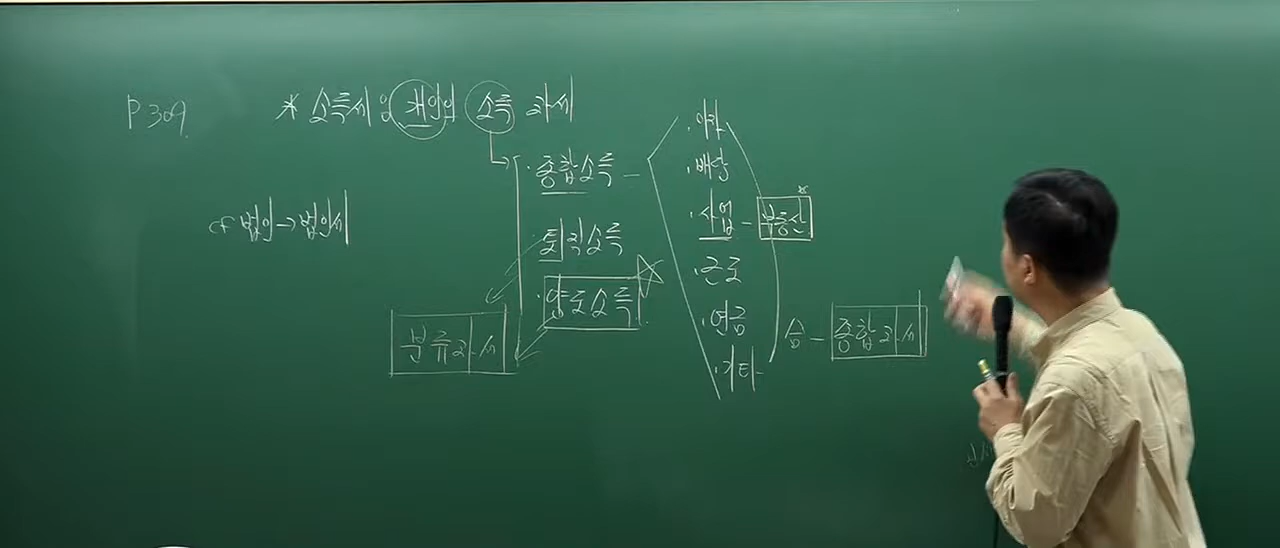 P 309.
* 소득세 : 개인의 소득 과세
cf 법인 → 법인세
· 종합소득 -
· 퇴직소득
· 양도소득 ☆
분류과세
· 이자
· 배당
· 사업 - 부동산 *
· 근로
· 연금
· 기타
合 - 종합과세